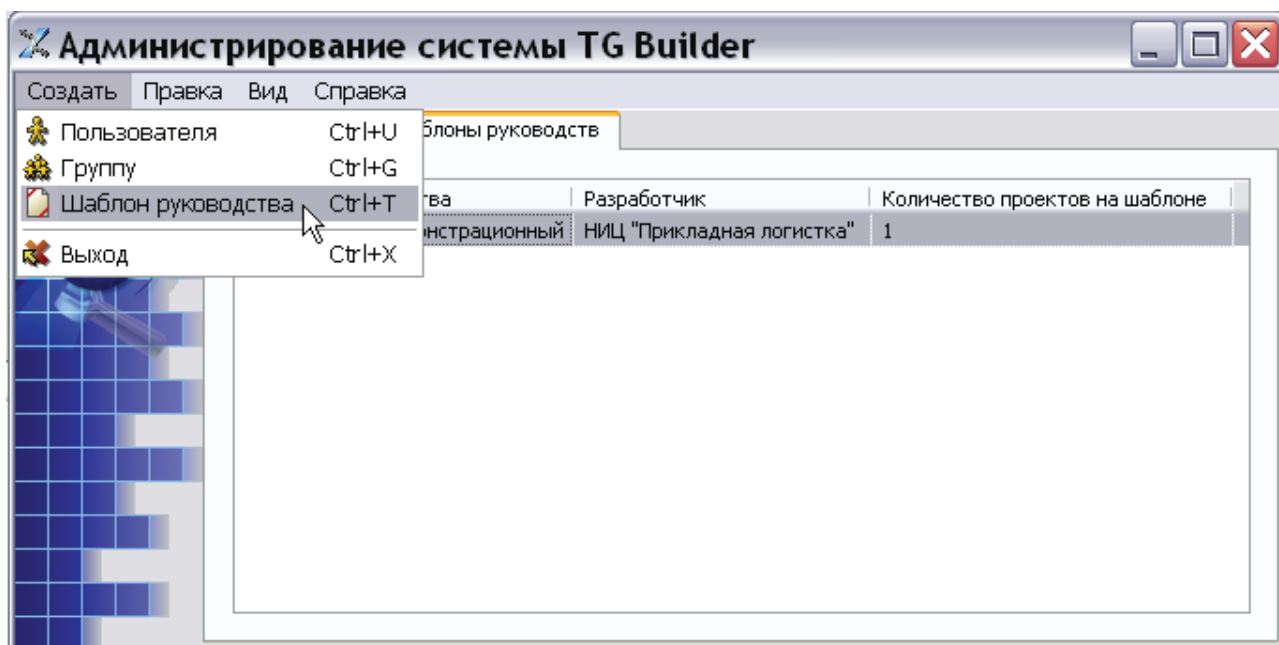 Администрирование системы TG Builder
Создать Правка Вид Справка
Пользователя Ctrl+U
блоны руководств
Группу Ctrl+G
Шаблон руководства Ctrl+T
тва Разработчик Количество проектов на шаблоне
нстрационный НИЦ "Прикладная логистка" 1
Выход Ctrl+X